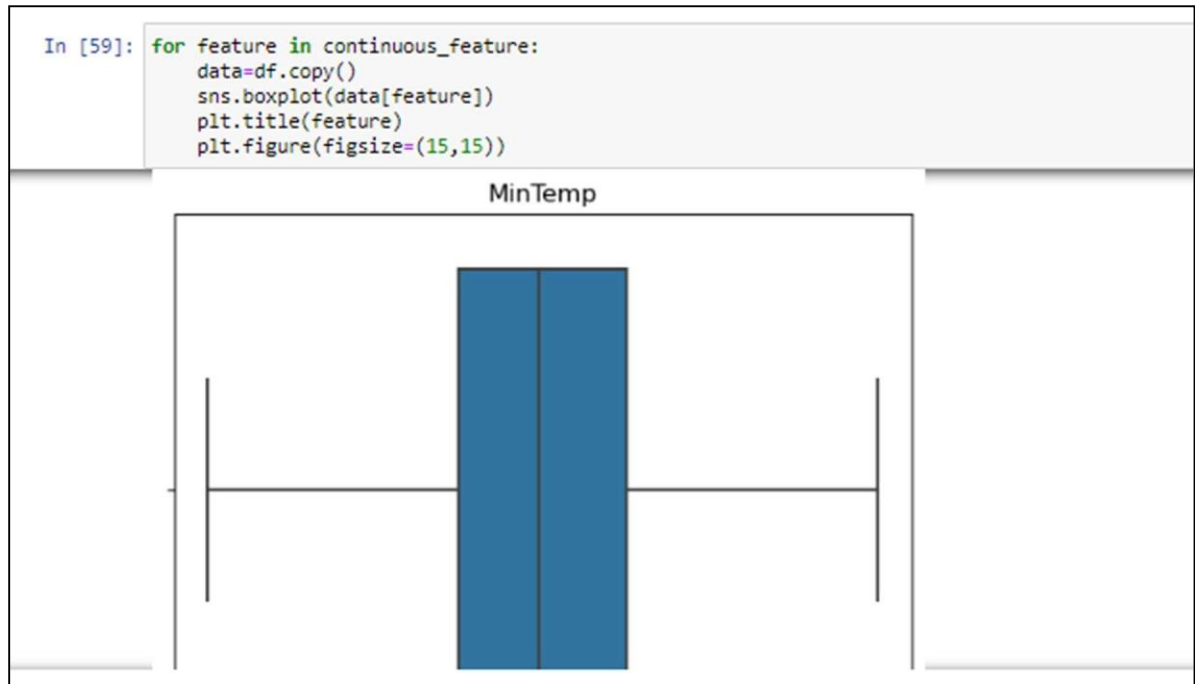 In [59]: for feature in continuous_feature:
    data=df.copy()
    sns.boxplot(data[feature])
    plt.title(feature)
    plt.figure(figsize=(15,15))
MinTemp